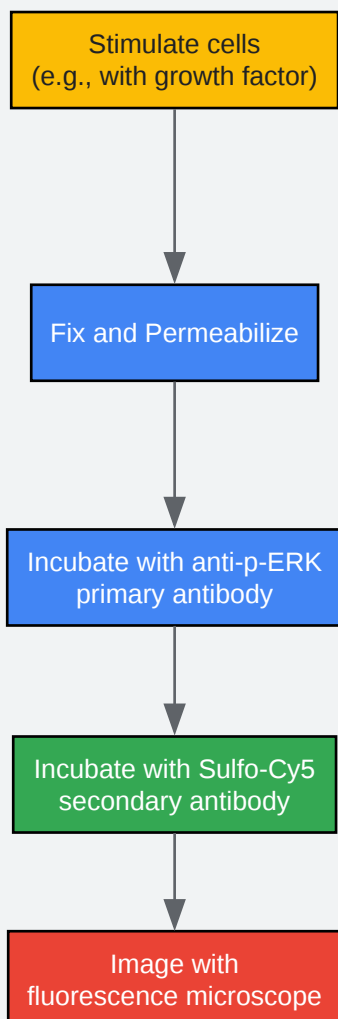 Stimulate cells
(e.g., with growth factor)
Fix and Permeabilize
Incubate with anti-p-ERK
primary antibody
Incubate with Sulfo-Cy5
secondary antibody
Image with
fluorescence microscope